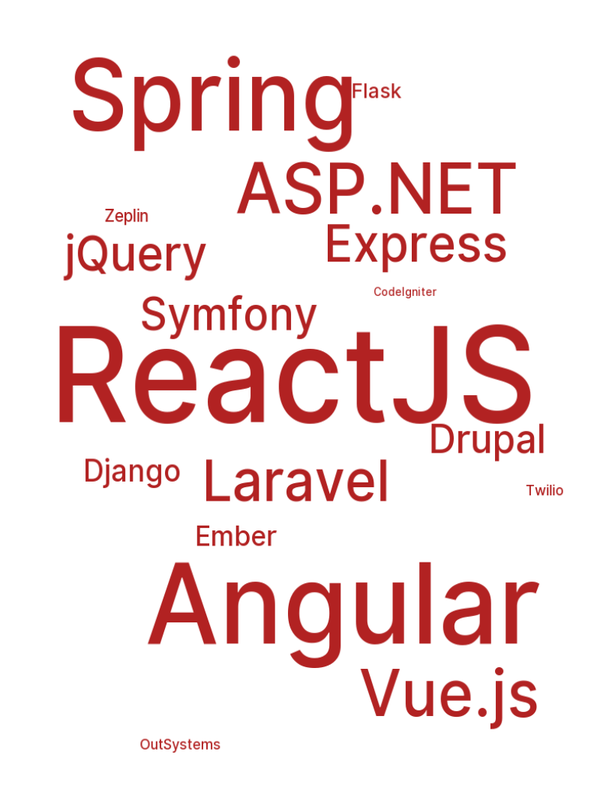 Spring
Flask
ASP.NET
Zeplin
Express
jQuery
CodeIgniter
Symfony
ReactJS
Drupal
Django
Laravel
Twilio
Ember
Angular
Vue.js
OutSystems